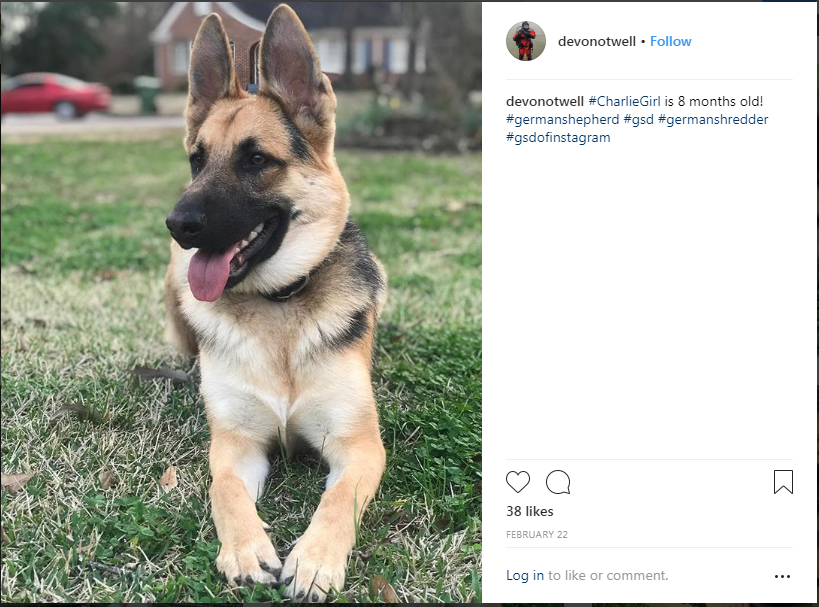 devonotwell • Follow
devonotwell #CharlieGirl is 8 months old!
#germanshepherd #gsd #germanshredder
#gsdofinstagram
38 likes
FEBRUARY 22
Log in to like or comment.